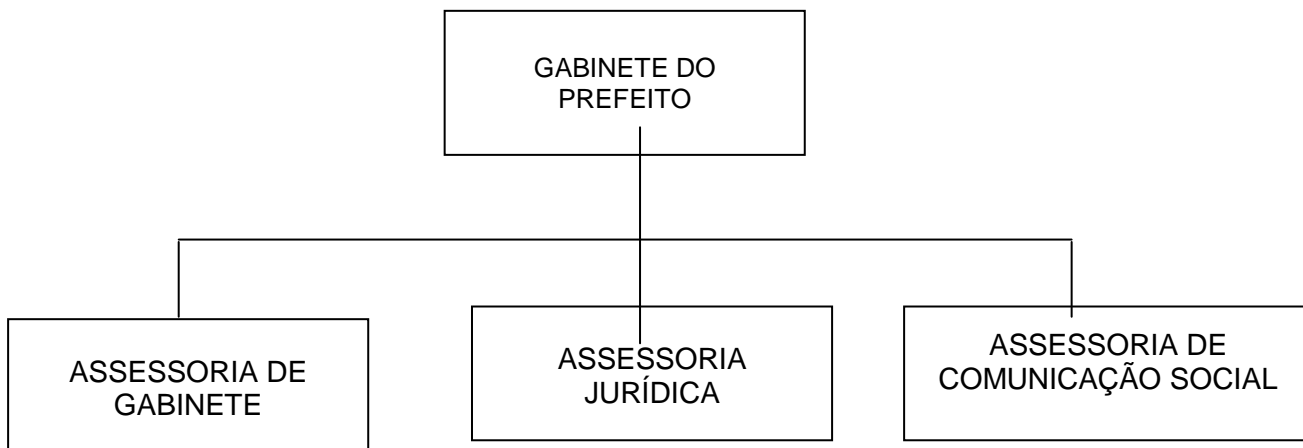 GABINETE DO
PREFEITO
ASSESSORIA DE
GABINETE
ASSESSORIA
JURÍDICA
ASSESSORIA DE
COMUNICAÇÃO SOCIAL